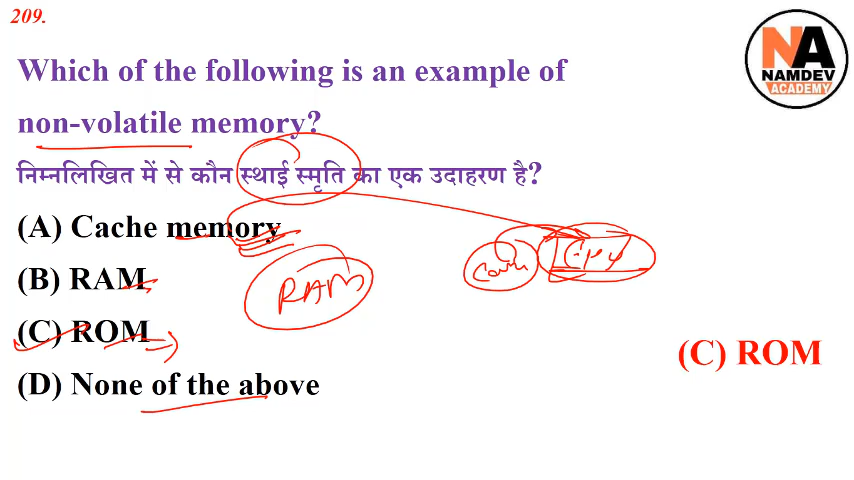 209.
NA
NAMDEV
ACADEMY
Which of the following is an example of
non-volatile memory?
निम्नलिखित में से कौन स्थाई स्मृति का एक उदाहरण है?
(A) Cache memory
(B) RAM
RAM
CPU
(C) ROM
(C) ROM
(D) None of the above